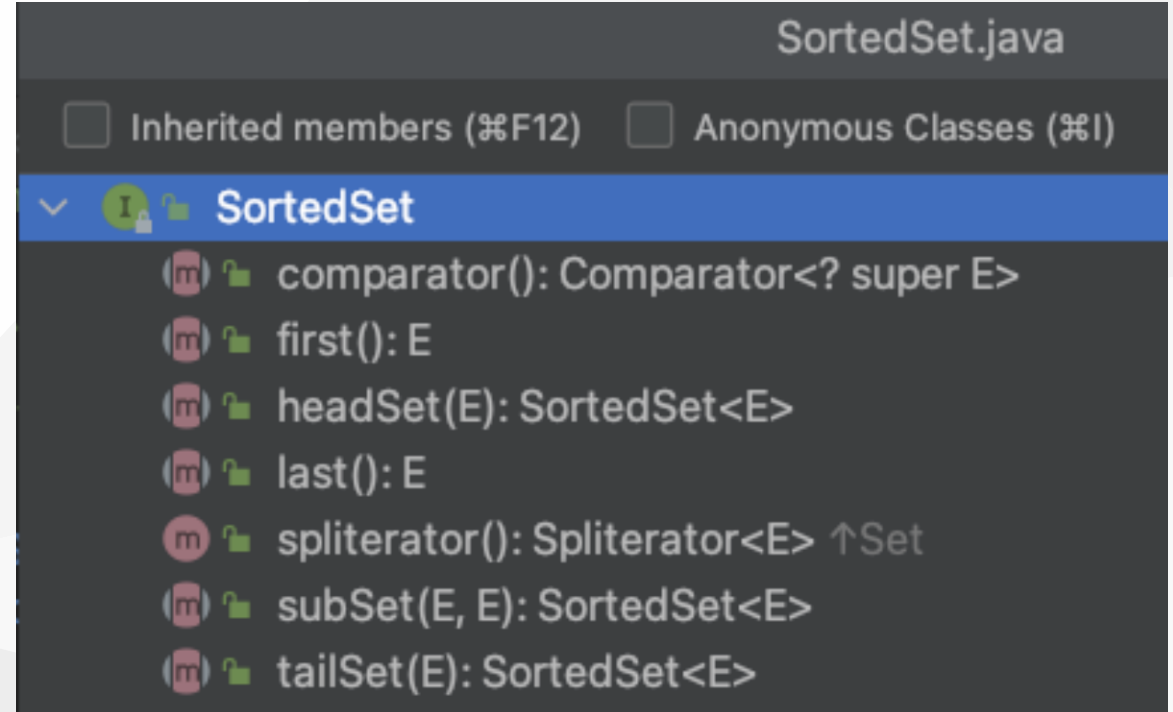 SortedSet.java
Inherited members (⌘F12) Anonymous Classes (⌘I)
I SortedSet
m comparator(): Comparator<? super E>
m first(): E
m headSet(E): SortedSet<E>
m last(): E
m spliterator(): Spliterator<E> ↑Set
m subSet(E, E): SortedSet<E>
m tailSet(E): SortedSet<E>